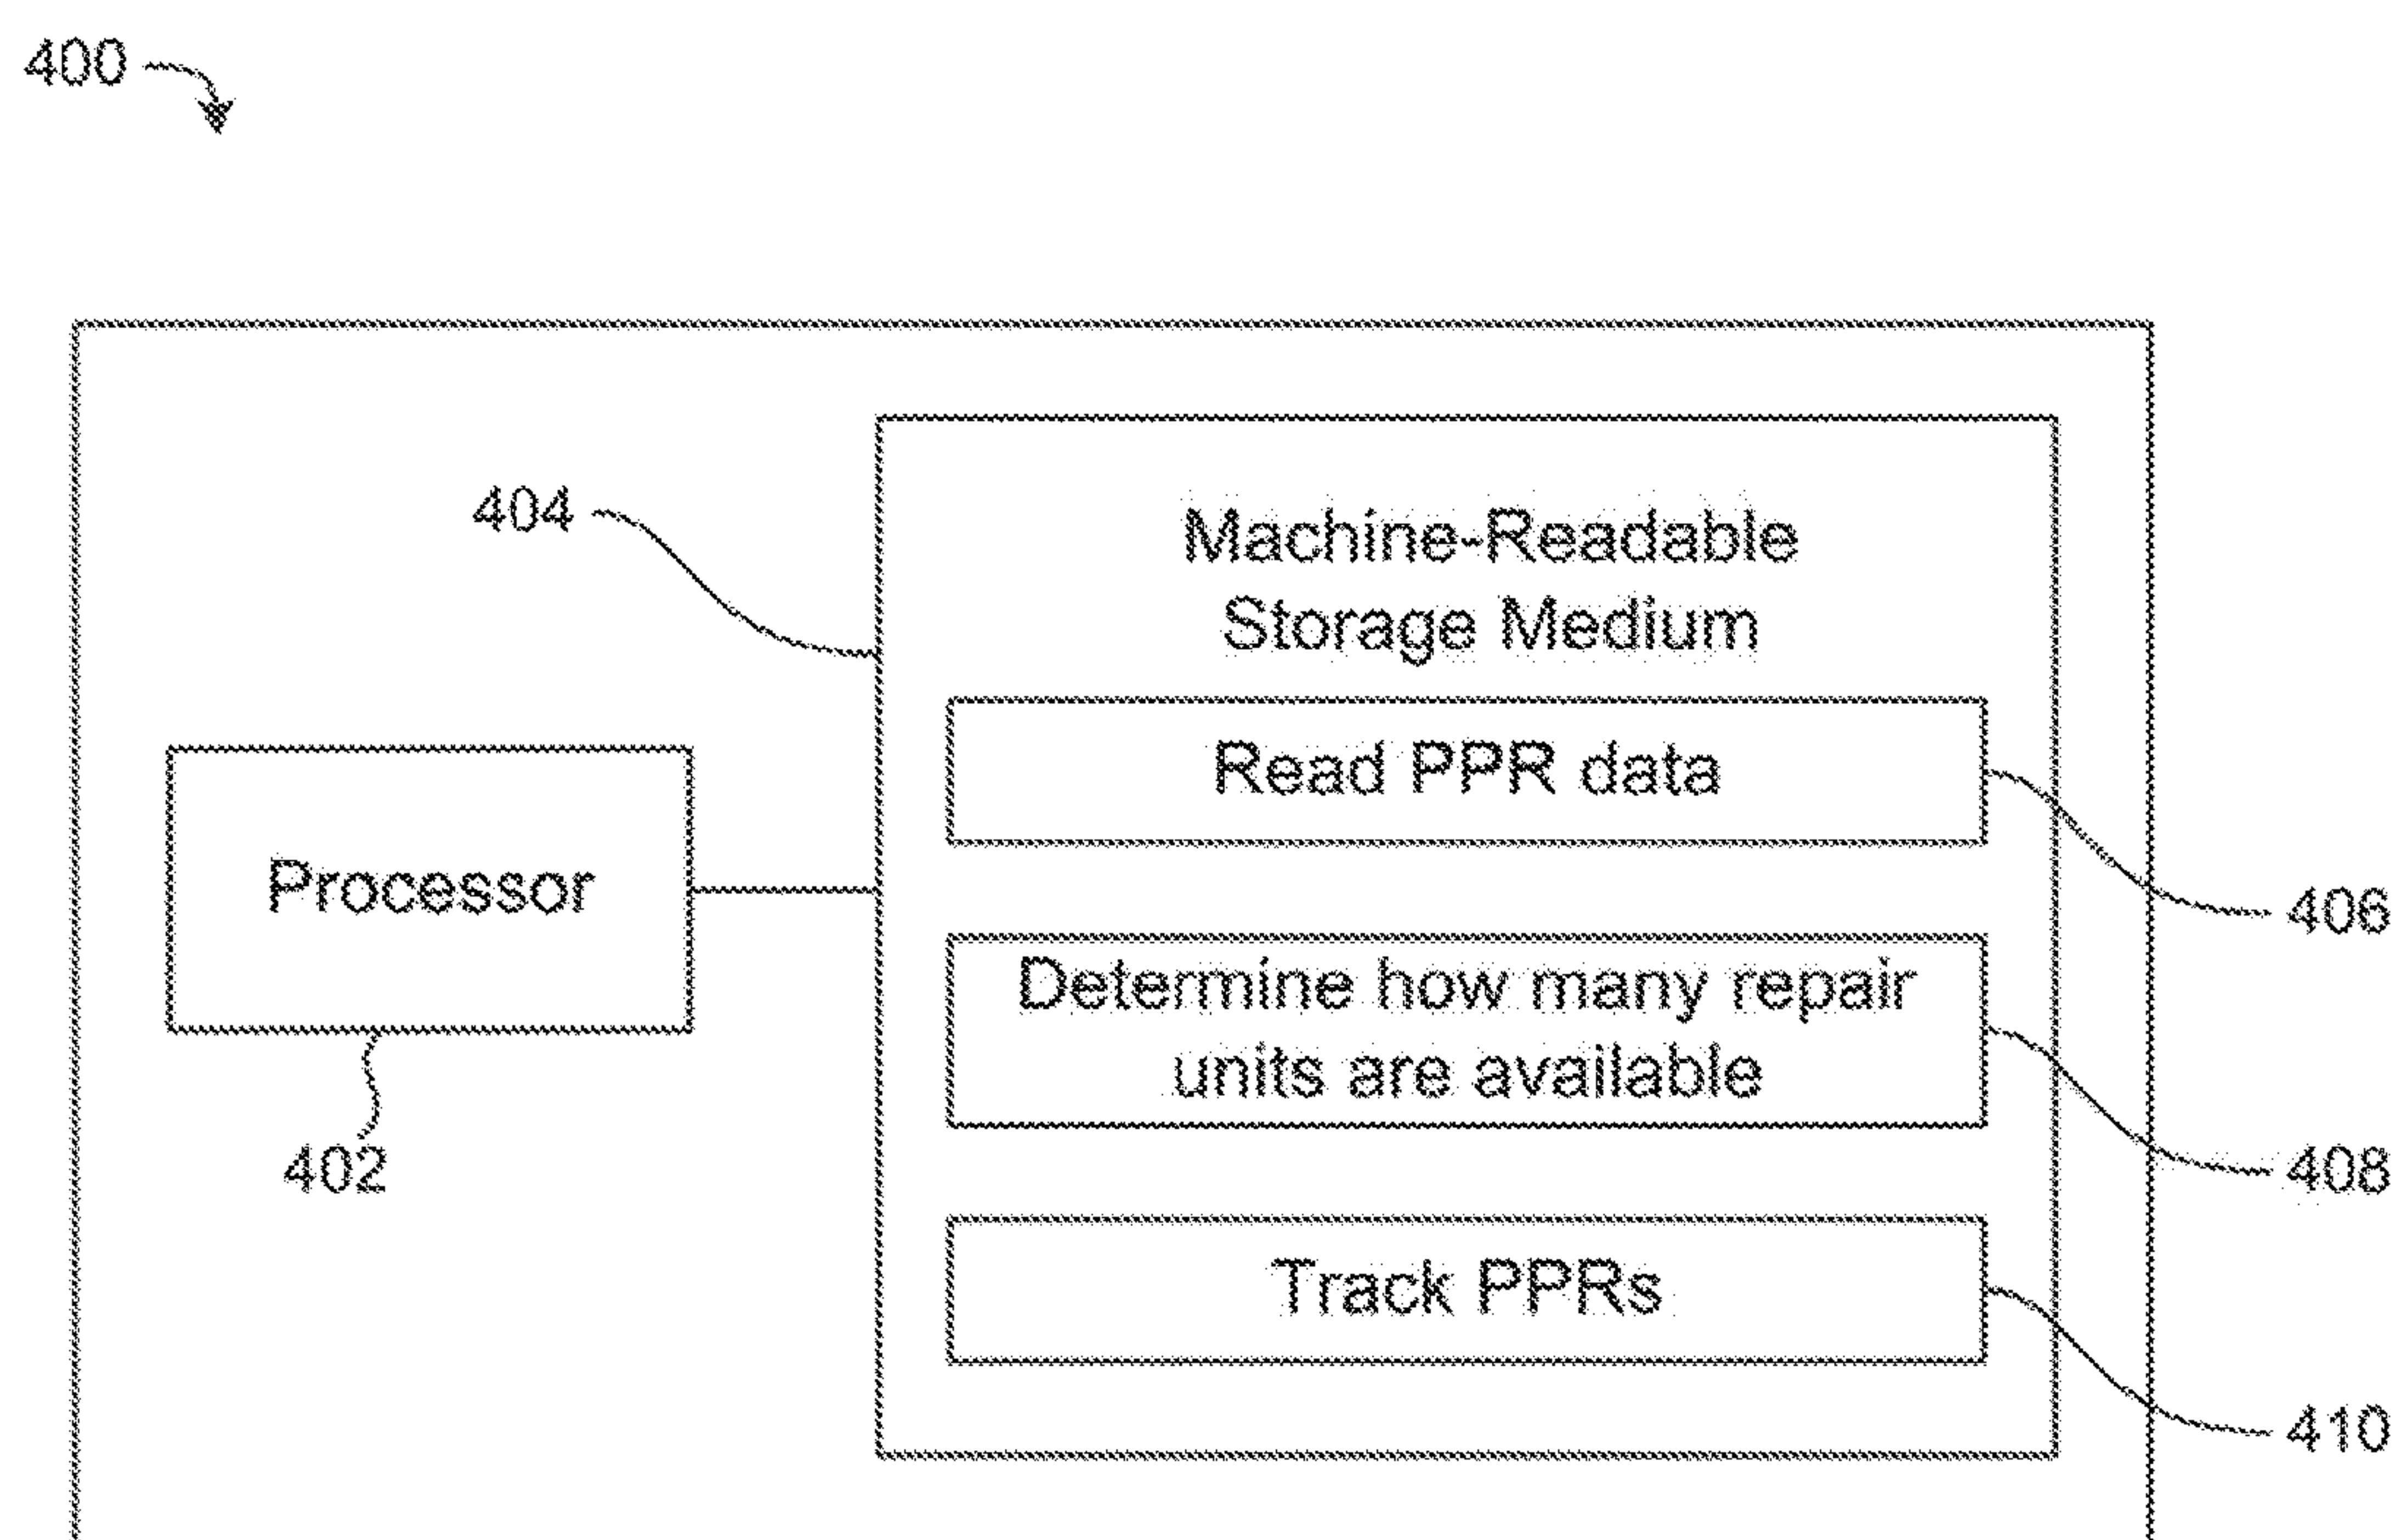 400
404
Machine-Readable
Storage Medium
Read PPR data
Processor
406
Determine how many repair
units are available
402
408
Track PPRs
410